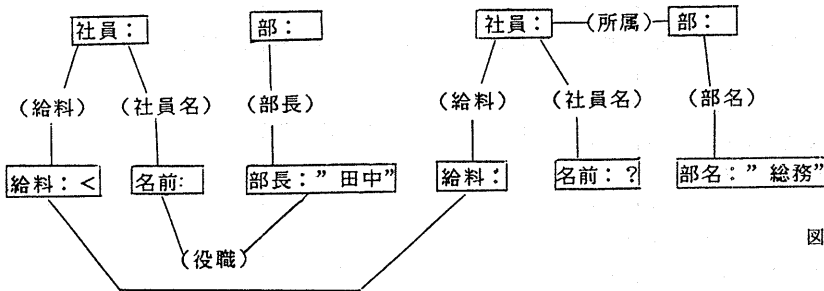 社員： 部： 社員： (所属) 部：
(給料) (社員名) (部長) (給料) (社員名) (部名)
給料：< 名前： 部長：”田中” 給料： 名前：？ 部名：”総務”
(役職)
図